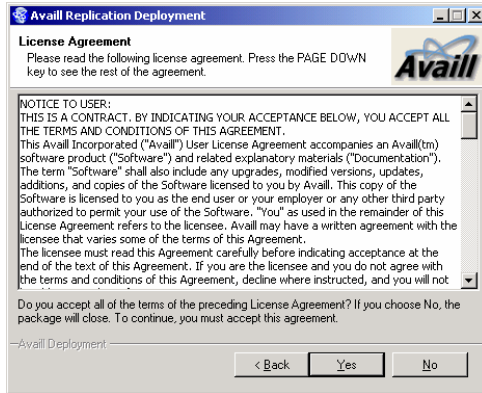 Availl Replication Deployment
License Agreement
Please read the following license agreement. Press the PAGE DOWN
key to see the rest of the agreement.
Availl
NOTICE TO USER:
THIS IS A CONTRACT. BY INDICATING YOUR ACCEPTANCE BELOW, YOU ACCEPT ALL
THE TERMS AND CONDITIONS OF THIS AGREEMENT.
This Availl Incorporated ("Availl") User License Agreement accompanies an Availl(tm)
software product ("Software") and related explanatory materials ("Documentation").
The term "Software" shall also include any upgrades, modified versions, updates,
additions, and copies of the Software licensed to you by Availl. This copy of the
Software is licensed to you as the end user or your employer or any other third party
authorized to permit your use of the Software. "You" as used in the remainder of this
License Agreement refers to the licensee. Availl may have a written agreement with the
licensee that varies some of the terms of this Agreement.
The licensee must read this Agreement carefully before indicating acceptance at the
end of the text of this Agreement. If you are the licensee and you do not agree with
the terms and conditions of this Agreement, decline where instructed, and you will not
Do you accept all of the terms of the preceding License Agreement? If you choose No, the
package will close. To continue, you must accept this agreement.
Availl Deployment
< Back
Yes
No